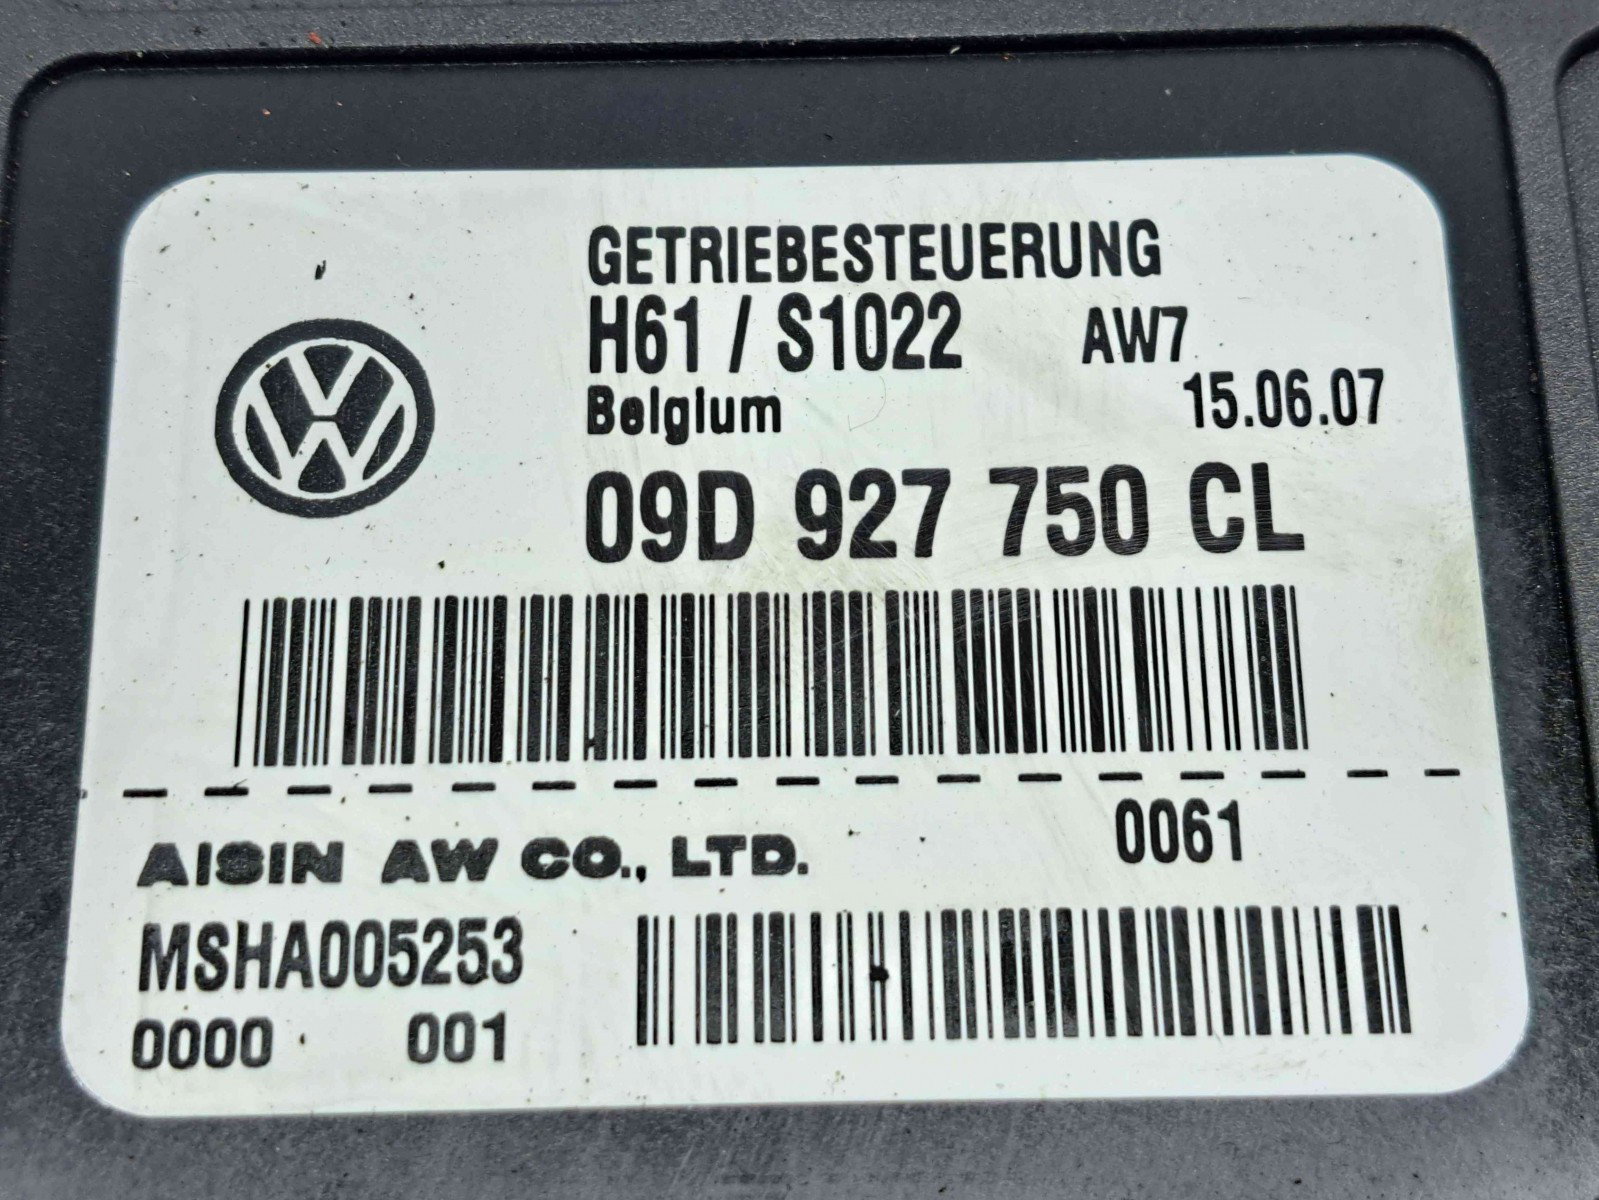 GETRIEBESTEUERUNG
H61 / S1022 AW7
Belgium 15.06.07
09D 927 750 CL
0061
AISIN AW CO., LTD.
MSHA005253
0000 001